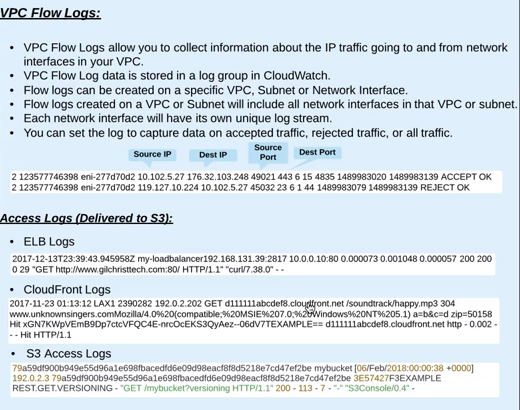 VPC Flow Logs:
• VPC Flow Logs allow you to collect information about the IP traffic going to and from network
interfaces in your VPC.
• VPC Flow Log data is stored in a log group in CloudWatch.
• Flow logs can be created on a specific VPC, Subnet or Network Interface.
• Flow logs created on a VPC or Subnet will include all network interfaces in that VPC or subnet.
• Each network interface will have its own unique log stream.
• You can set the log to capture data on accepted traffic, rejected traffic, or all traffic.
Source IP Dest IP Source Port Dest Port
2 123577746398 eni-277d70d2 10.102.5.27 176.32.103.248 49021 443 6 15 4835 1489983020 1489983139 ACCEPT OK
2 123577746398 eni-277d70d2 119.127.10.224 10.102.5.27 45032 23 6 1 44 1489983079 1489983139 REJECT OK
Access Logs (Delivered to S3):
• ELB Logs
2017-12-13T23:39:43.945958Z my-loadbalancer192.168.131.39:2817 10.0.0.10:80 0.000073 0.001048 0.000057 200 200
0 29 "GET http://www.gilchristtech.com:80/ HTTP/1.1" "curl/7.38.0" - -
• CloudFront Logs
2017-11-23 01:13:12 LAX1 2390282 192.0.2.202 GET d111111abcdef8.cloudfront.net /soundtrack/happy.mp3 304
www.unknownsingers.comMozilla/4.0%20(compatible;%208MSIE%207.0;%20Windows%20NT%205.1) a=b&c=d zip=50158
Hit xGN7KWpVEmB9Dp7ctcVFQC4E-nrcOcEKS3QyAez--06dV7TEXAMPLE== d111111abcdef8.cloudfront.net http - 0.002 -
- - Hit HTTP/1.1
• S3 Access Logs
79a59df900b949e55d96a1e698fbacedfd6e09d98eacf8f8d5218e7cd47ef2be mybucket [06/Feb/2018:00:00:38 +0000]
192.0.2.3 79a59df900b949e55d96a1e698fbacedfd6e09d98eacf8f8d5218e7cd47ef2be - 3E57427F3EXAMPLE
REST.GET.VERSIONING - "GET /mybucket?versioning HTTP/1.1" 200 - 113 - 7 - "-" "S3Console/0.4" -